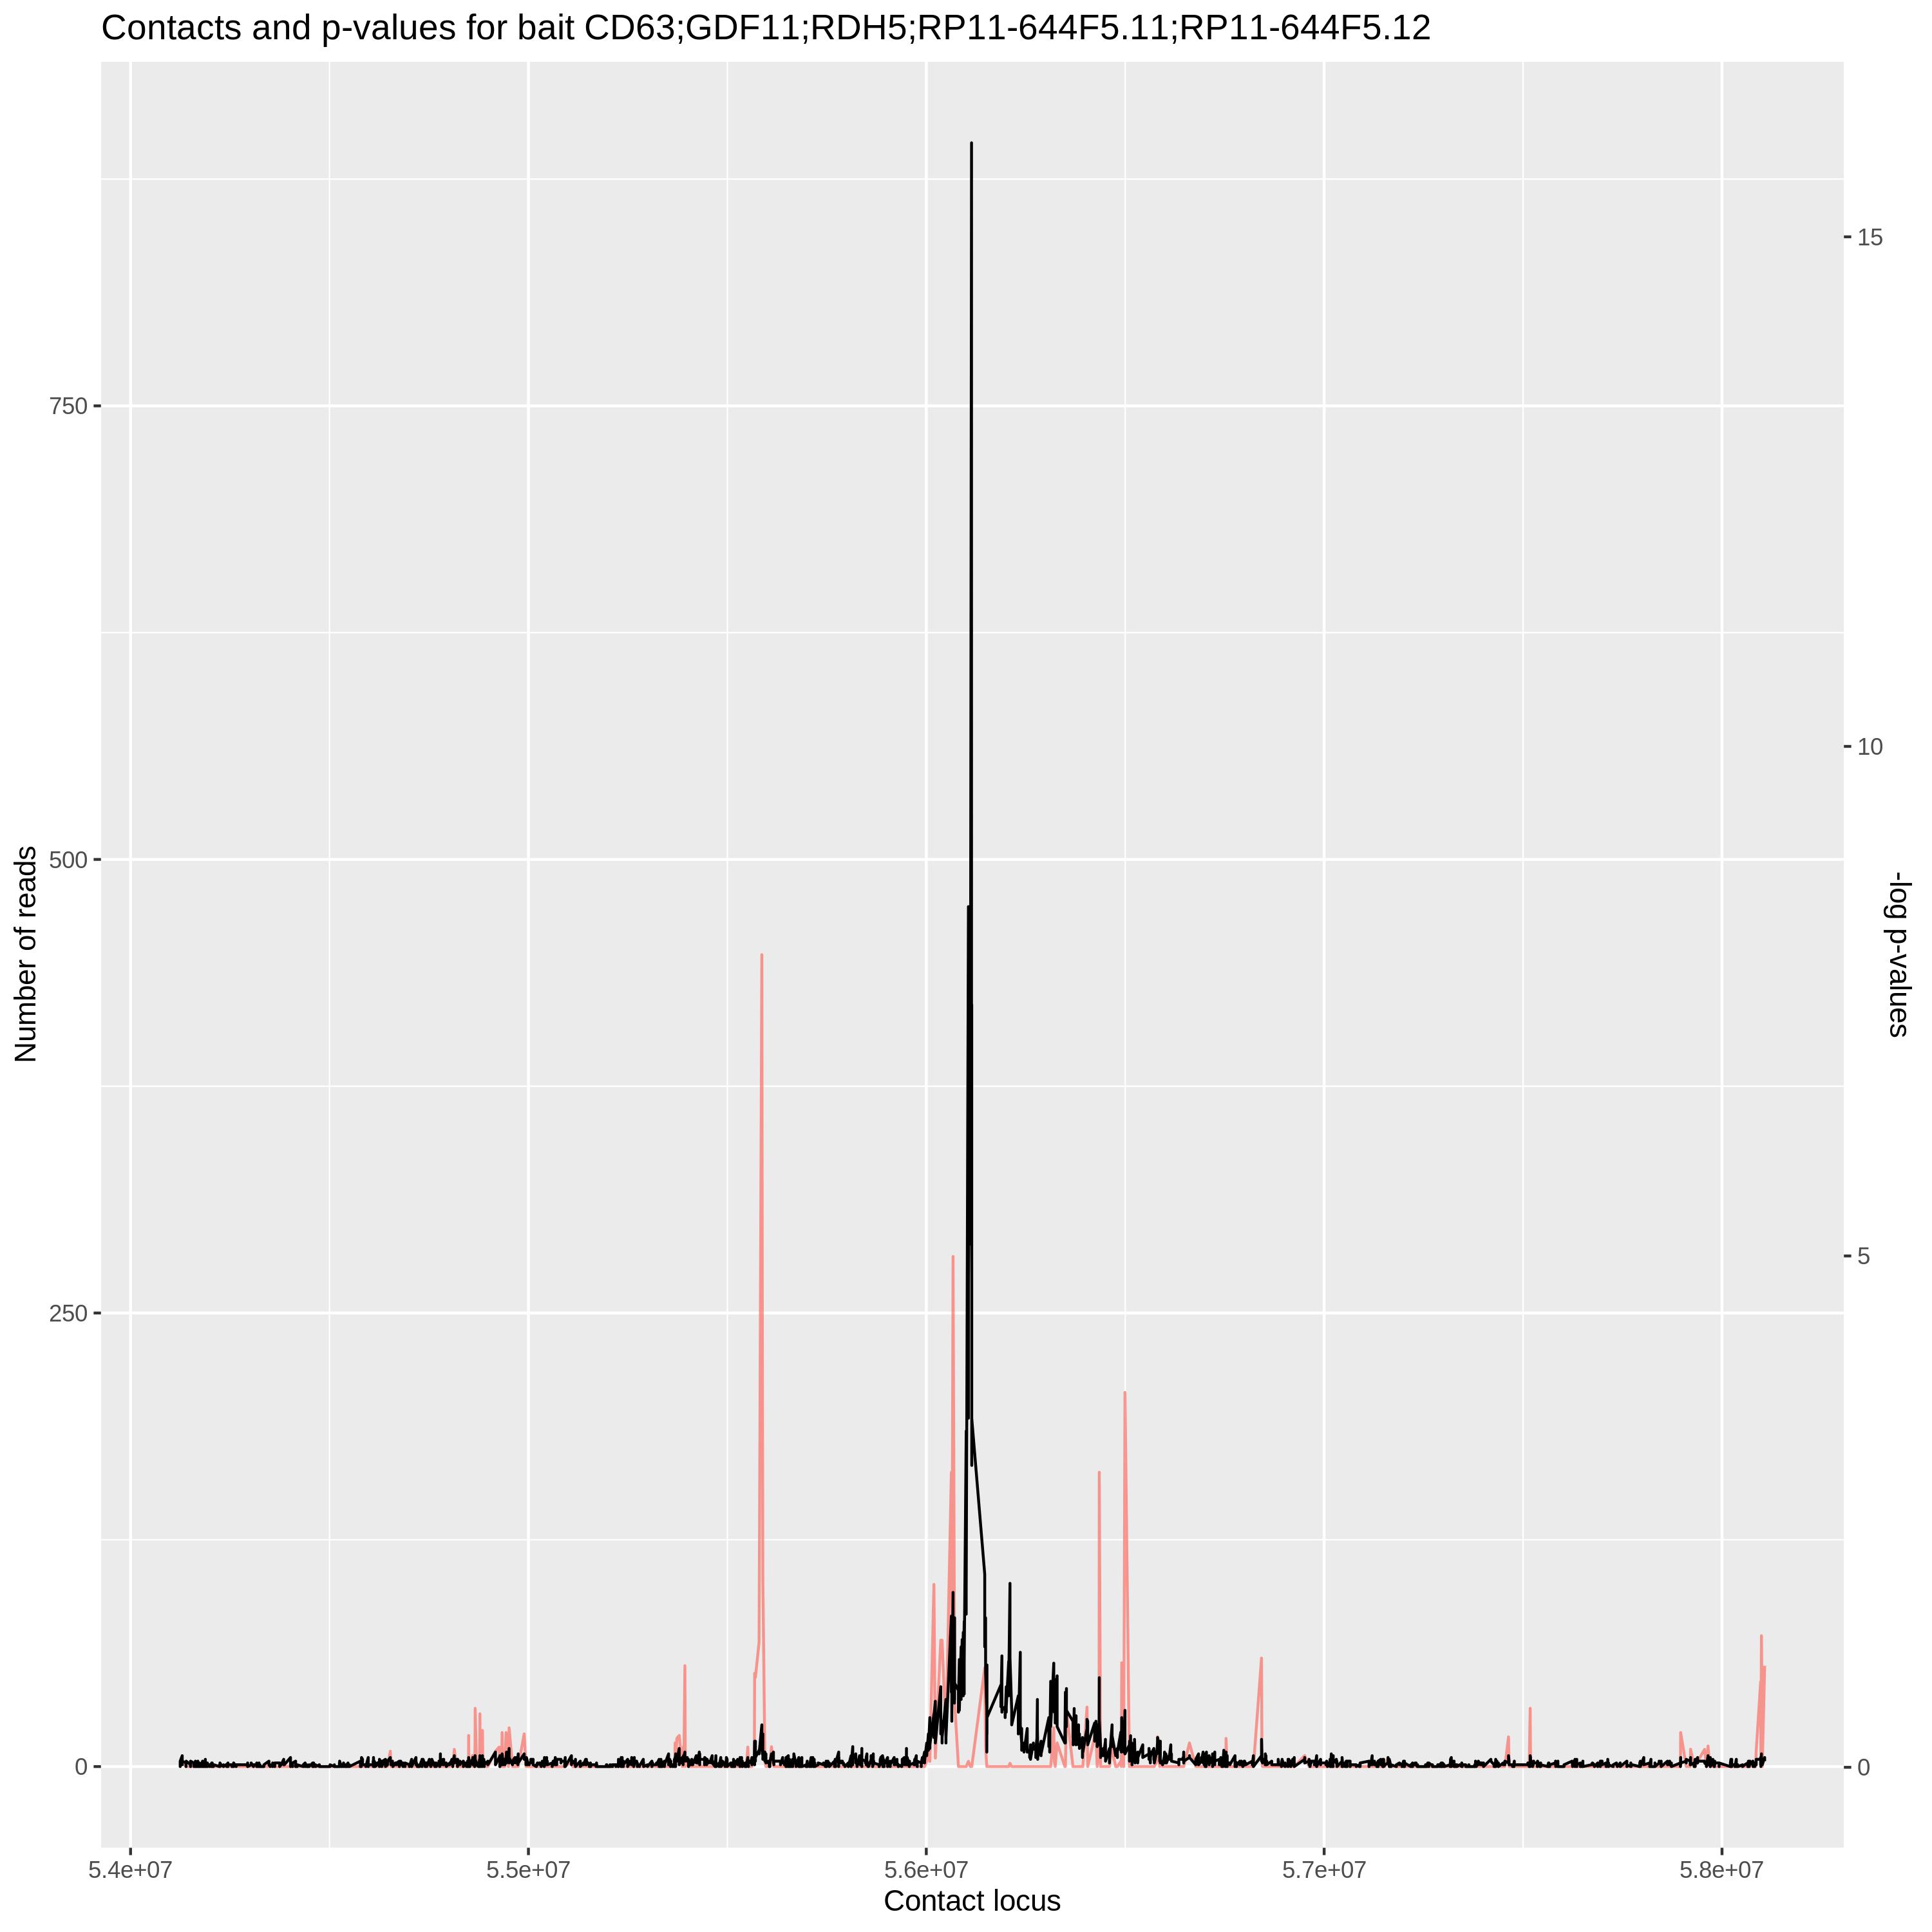 Contacts and p-values for bait CD63;GDF11;RDH5;RP11-644F5.11;RP11-644F5.12
Number of reads
750
500
250
0
15
10
5
0
-log p-values
5.4e+07
5.5e+07
5.6e+07
5.7e+07
5.8e+07
Contact locus